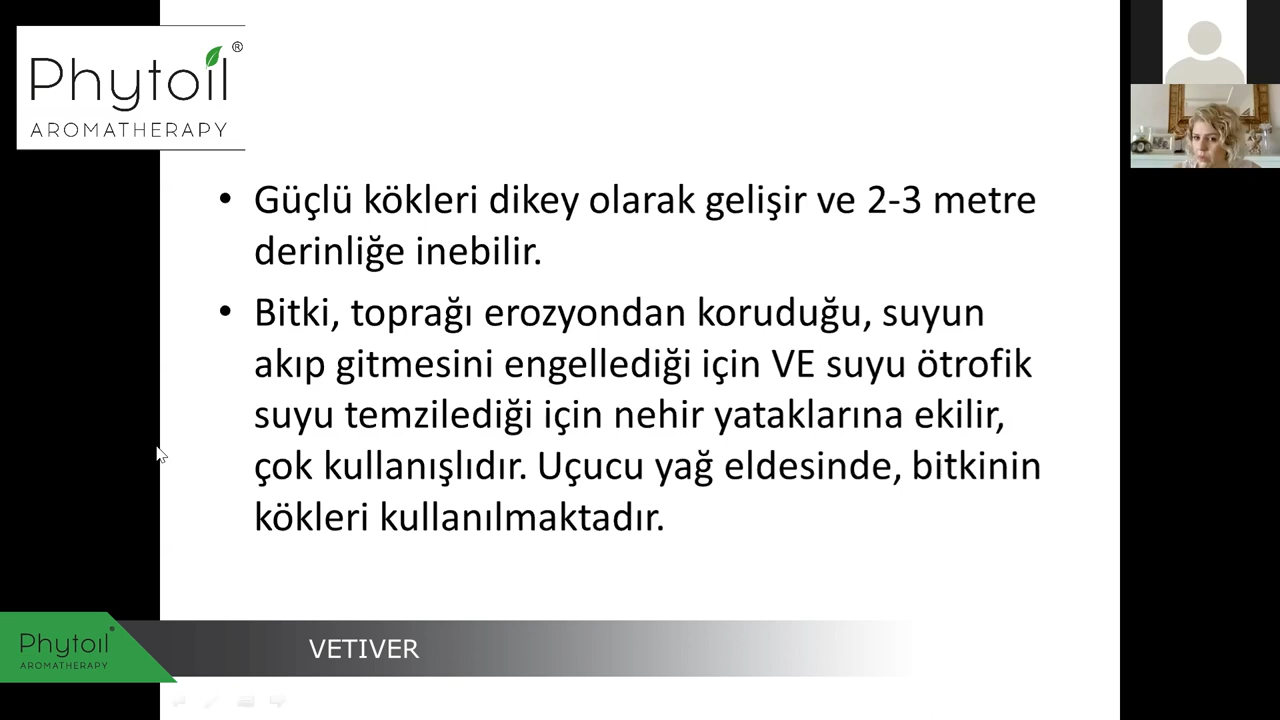 Phytoil®
AROMATHERAPY
• Güçlü kökleri dikey olarak gelişir ve 2-3 metre
derinliğe inebilir.
• Bitki, toprağı erozyondan koruduğu, suyun
akıp gitmesini engellediği için VE suyu ötrofik
suyu temzilediği için nehir yataklarına ekilir,
çok kullanışlıdır. Uçucu yağ eldesinde, bitkinin
kökleri kullanılmaktadır.
Phytoil®
AROMATHERAPY
VETIVER